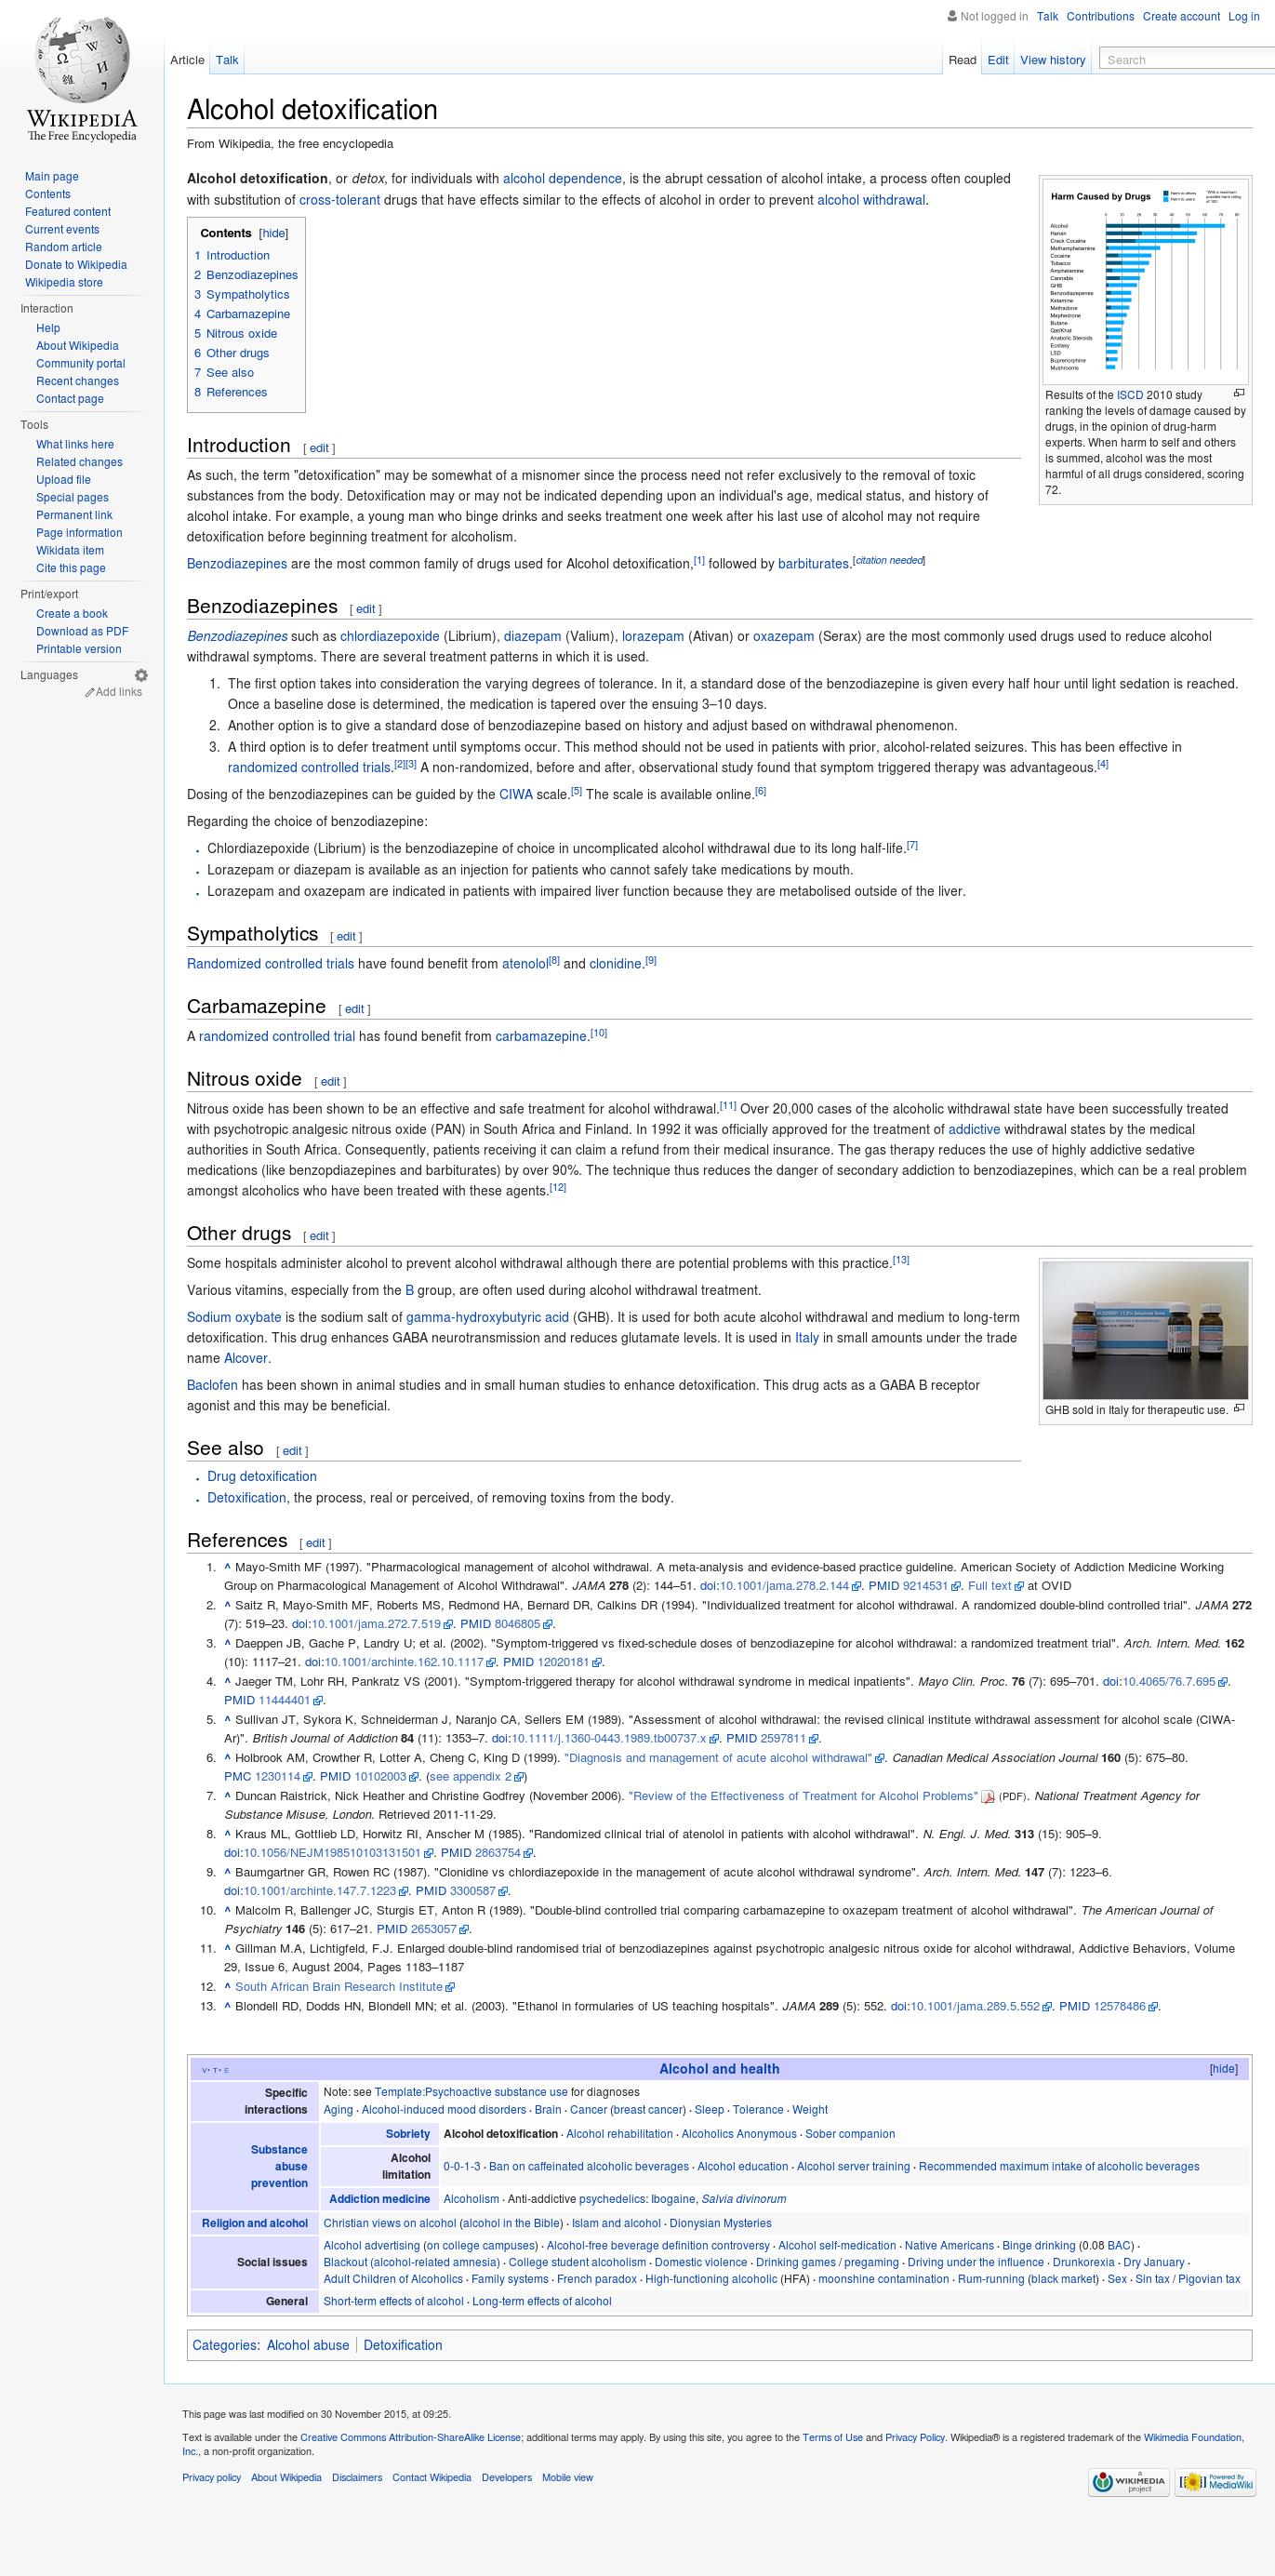 Not logged in Talk Contributions Create account Log in
Article Talk Read Edit View history Search
WIKIPEDIA
The Free Encyclopedia
Main page
Contents
Featured content
Current events
Random article
Donate to Wikipedia
Wikipedia store
Interaction
Help
About Wikipedia
Community portal
Recent changes
Contact page
Tools
What links here
Related changes
Upload file
Special pages
Permanent link
Page information
Wikidata item
Cite this page
Print/export
Create a book
Download as PDF
Printable version
Languages
Add links
Alcohol detoxification
From Wikipedia, the free encyclopedia
Alcohol detoxification, or detox, for individuals with alcohol dependence, is the abrupt cessation of alcohol intake, a process often coupled
with substitution of cross-tolerant drugs that have effects similar to the effects of alcohol in order to prevent alcohol withdrawal.
Contents [hide]
1 Introduction
2 Benzodiazepines
3 Sympatholytics
4 Carbamazepine
5 Nitrous oxide
6 Other drugs
7 See also
8 References
Harm Caused by Drugs
Harm to others
Harm to users
0 10 20 30 40 50 60 70 80
Alcohol
Heroin
Crack Cocaine
Methamphetamine
Cocaine
Tobacco
Amphetamine
Cannabis
GHB
Benzodiazepines
Ketamine
Methadone
Mephedrone
Butane
Qat/Khat
Anabolic Steroids
Ecstasy
LSD
Buprenorphine
Mushrooms
Results of the ISCD 2010 study
ranking the levels of damage caused by
drugs, in the opinion of drug-harm
experts. When harm to self and others
is summed, alcohol was the most
harmful of all drugs considered, scoring
72.
Introduction [ edit ]
As such, the term "detoxification" may be somewhat of a misnomer since the process need not refer exclusively to the removal of toxic
substances from the body. Detoxification may or may not be indicated depending upon an individual's age, medical status, and history of
alcohol intake. For example, a young man who binge drinks and seeks treatment one week after his last use of alcohol may not require
detoxification before beginning treatment for alcoholism.
Benzodiazepines are the most common family of drugs used for Alcohol detoxification,[1] followed by barbiturates.[citation needed]
Benzodiazepines [ edit ]
Benzodiazepines such as chlordiazepoxide (Librium), diazepam (Valium), lorazepam (Ativan) or oxazepam (Serax) are the most commonly used drugs used to reduce alcohol
withdrawal symptoms. There are several treatment patterns in which it is used.
1. The first option takes into consideration the varying degrees of tolerance. In it, a standard dose of the benzodiazepine is given every half hour until light sedation is reached.
Once a baseline dose is determined, the medication is tapered over the ensuing 3–10 days.
2. Another option is to give a standard dose of benzodiazepine based on history and adjust based on withdrawal phenomenon.
3. A third option is to defer treatment until symptoms occur. This method should not be used in patients with prior, alcohol-related seizures. This has been effective in
randomized controlled trials.[2][3] A non-randomized, before and after, observational study found that symptom triggered therapy was advantageous.[4]
Dosing of the benzodiazepines can be guided by the CIWA scale.[5] The scale is available online.[6]
Regarding the choice of benzodiazepine:
Chlordiazepoxide (Librium) is the benzodiazepine of choice in uncomplicated alcohol withdrawal due to its long half-life.[7]
Lorazepam or diazepam is available as an injection for patients who cannot safely take medications by mouth.
Lorazepam and oxazepam are indicated in patients with impaired liver function because they are metabolised outside of the liver.
Sympatholytics [ edit ]
Randomized controlled trials have found benefit from atenolol[8] and clonidine.[9]
Carbamazepine [ edit ]
A randomized controlled trial has found benefit from carbamazepine.[10]
Nitrous oxide [ edit ]
Nitrous oxide has been shown to be an effective and safe treatment for alcohol withdrawal.[11] Over 20,000 cases of the alcoholic withdrawal state have been successfully treated
with psychotropic analgesic nitrous oxide (PAN) in South Africa and Finland. In 1992 it was officially approved for the treatment of addictive withdrawal states by the medical
authorities in South Africa. Consequently, patients receiving it can claim a refund from their medical insurance. The gas therapy reduces the use of highly addictive sedative
medications (like benzopdiazepines and barbiturates) by over 90%. The technique thus reduces the danger of secondary addiction to benzodiazepines, which can be a real problem
amongst alcoholics who have been treated with these agents.[12]
Other drugs [ edit ]
Some hospitals administer alcohol to prevent alcohol withdrawal although there are potential problems with this practice.[13]
Various vitamins, especially from the B group, are often used during alcohol withdrawal treatment.
Sodium oxybate is the sodium salt of gamma-hydroxybutyric acid (GHB). It is used for both acute alcohol withdrawal and medium to long-term
detoxification. This drug enhances GABA neurotransmission and reduces glutamate levels. It is used in Italy in small amounts under the trade
name Alcover.
Baclofen has been shown in animal studies and in small human studies to enhance detoxification. This drug acts as a GABA B receptor
agonist and this may be beneficial.
GHB sold in Italy for therapeutic use.
See also [ edit ]
Drug detoxification
Detoxification, the process, real or perceived, of removing toxins from the body.
References [ edit ]
1. ^ Mayo-Smith MF (1997). "Pharmacological management of alcohol withdrawal. A meta-analysis and evidence-based practice guideline. American Society of Addiction Medicine Working
Group on Pharmacological Management of Alcohol Withdrawal". JAMA 278 (2): 144–51. doi:10.1001/jama.278.2.144. PMID 9214531. Full text at OVID
2. ^ Saitz R, Mayo-Smith MF, Roberts MS, Redmond HA, Bernard DR, Calkins DR (1994). "Individualized treatment for alcohol withdrawal. A randomized double-blind controlled trial". JAMA 272
(7): 519–23. doi:10.1001/jama.272.7.519. PMID 8046805.
3. ^ Daeppen JB, Gache P, Landry U; et al. (2002). "Symptom-triggered vs fixed-schedule doses of benzodiazepine for alcohol withdrawal: a randomized treatment trial". Arch. Intern. Med. 162
(10): 1117–21. doi:10.1001/archinte.162.10.1117. PMID 12020181.
4. ^ Jaeger TM, Lohr RH, Pankratz VS (2001). "Symptom-triggered therapy for alcohol withdrawal syndrome in medical inpatients". Mayo Clin. Proc. 76 (7): 695–701. doi:10.4065/76.7.695.
PMID 11444401.
5. ^ Sullivan JT, Sykora K, Schneiderman J, Naranjo CA, Sellers EM (1989). "Assessment of alcohol withdrawal: the revised clinical institute withdrawal assessment for alcohol scale (CIWA-
Ar)". British Journal of Addiction 84 (11): 1353–7. doi:10.1111/j.1360-0443.1989.tb00737.x. PMID 2597811.
6. ^ Holbrook AM, Crowther R, Lotter A, Cheng C, King D (1999). "Diagnosis and management of acute alcohol withdrawal". Canadian Medical Association Journal 160 (5): 675–80.
PMC 1230114. PMID 10102003. (see appendix 2)
7. ^ Duncan Raistrick, Nick Heather and Christine Godfrey (November 2006). "Review of the Effectiveness of Treatment for Alcohol Problems" (PDF). National Treatment Agency for
Substance Misuse, London. Retrieved 2011-11-29.
8. ^ Kraus ML, Gottlieb LD, Horwitz RI, Anscher M (1985). "Randomized clinical trial of atenolol in patients with alcohol withdrawal". N. Engl. J. Med. 313 (15): 905–9.
doi:10.1056/NEJM198510103131501. PMID 2863754.
9. ^ Baumgartner GR, Rowen RC (1987). "Clonidine vs chlordiazepoxide in the management of acute alcohol withdrawal syndrome". Arch. Intern. Med. 147 (7): 1223–6.
doi:10.1001/archinte.147.7.1223. PMID 3300587.
10. ^ Malcolm R, Ballenger JC, Sturgis ET, Anton R (1989). "Double-blind controlled trial comparing carbamazepine to oxazepam treatment of alcohol withdrawal". The American Journal of
Psychiatry 146 (5): 617–21. PMID 2653057.
11. ^ Gillman M.A, Lichtigfeld, F.J. Enlarged double-blind randomised trial of benzodiazepines against psychotropic analgesic nitrous oxide for alcohol withdrawal, Addictive Behaviors, Volume
29, Issue 6, August 2004, Pages 1183–1187
12. ^ South African Brain Research Institute
13. ^ Blondell RD, Dodds HN, Blondell MN; et al. (2003). "Ethanol in formularies of US teaching hospitals". JAMA 289 (5): 552. doi:10.1001/jama.289.5.552. PMID 12578486.
V· T· E Alcohol and health [hide]
Specific
interactions
Note: see Template:Psychoactive substance use for diagnoses
Aging · Alcohol-induced mood disorders · Brain · Cancer (breast cancer) · Sleep · Tolerance · Weight
Substance
abuse
prevention
Sobriety Alcohol detoxification · Alcohol rehabilitation · Alcoholics Anonymous · Sober companion
Alcohol
limitation
0-0-1-3 · Ban on caffeinated alcoholic beverages · Alcohol education · Alcohol server training · Recommended maximum intake of alcoholic beverages
Addiction medicine Alcoholism · Anti-addictive psychedelics: Ibogaine, Salvia divinorum
Religion and alcohol Christian views on alcohol (alcohol in the Bible) · Islam and alcohol · Dionysian Mysteries
Social issues
Alcohol advertising (on college campuses) · Alcohol-free beverage definition controversy · Alcohol self-medication · Native Americans · Binge drinking (0.08 BAC) ·
Blackout (alcohol-related amnesia) · College student alcoholism · Domestic violence · Drinking games / pregaming · Driving under the influence · Drunkorexia · Dry January ·
Adult Children of Alcoholics · Family systems · French paradox · High-functioning alcoholic (HFA) · moonshine contamination · Rum-running (black market) · Sex · Sin tax / Pigovian tax
General Short-term effects of alcohol · Long-term effects of alcohol
Categories: Alcohol abuse Detoxification
This page was last modified on 30 November 2015, at 09:25.
Text is available under the Creative Commons Attribution-ShareAlike License; additional terms may apply. By using this site, you agree to the Terms of Use and Privacy Policy. Wikipedia® is a registered trademark of the Wikimedia Foundation,
Inc., a non-profit organization.
Privacy policy About Wikipedia Disclaimers Contact Wikipedia Developers Mobile view
a WIKIMEDIA project
Powered By MediaWiki